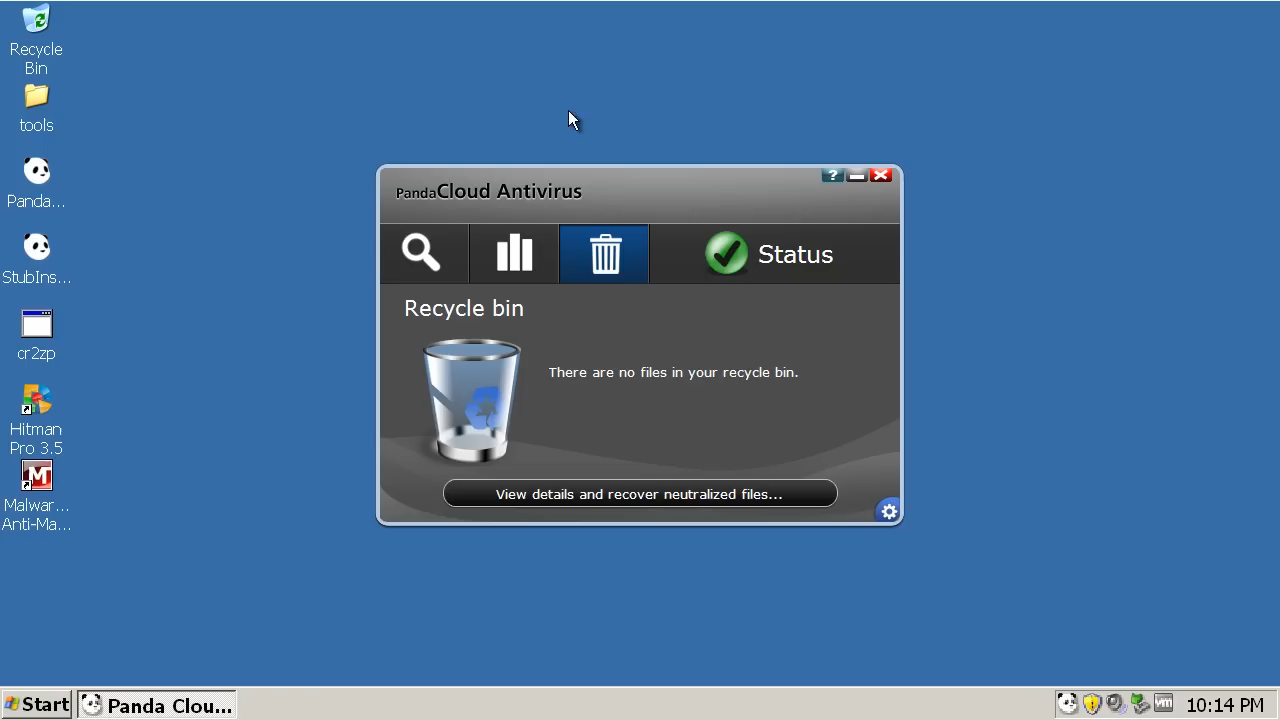 Recycle
Bin
tools
Panda...
StubIns...
cr2zp
Hitman
Pro 3.5
Malwar...
Anti-Ma...
PandaCloud Antivirus
?
Status
Recycle bin
There are no files in your recycle bin.
View details and recover neutralized files...
Start
Panda Clou...
vm
10:14 PM